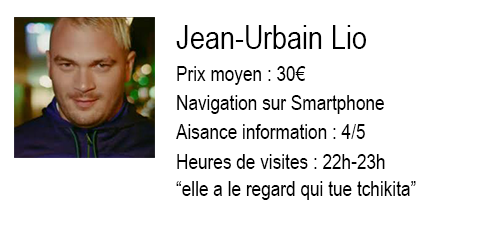 Jean-Urbain Lio
Prix moyen : 30€
Navigation sur Smartphone
Aisance information : 4/5
Heures de visites : 22h-23h
“elle a le regard qui tue tchikita”